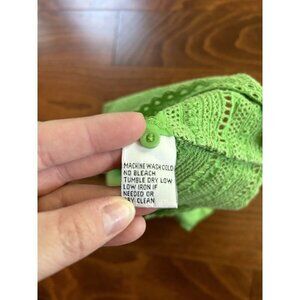 MACHINE WASH COLD
NO BLEACH
TUMBLE DRY LOW
LOW IRON IF
NEEDED OR
DRY CLEAN